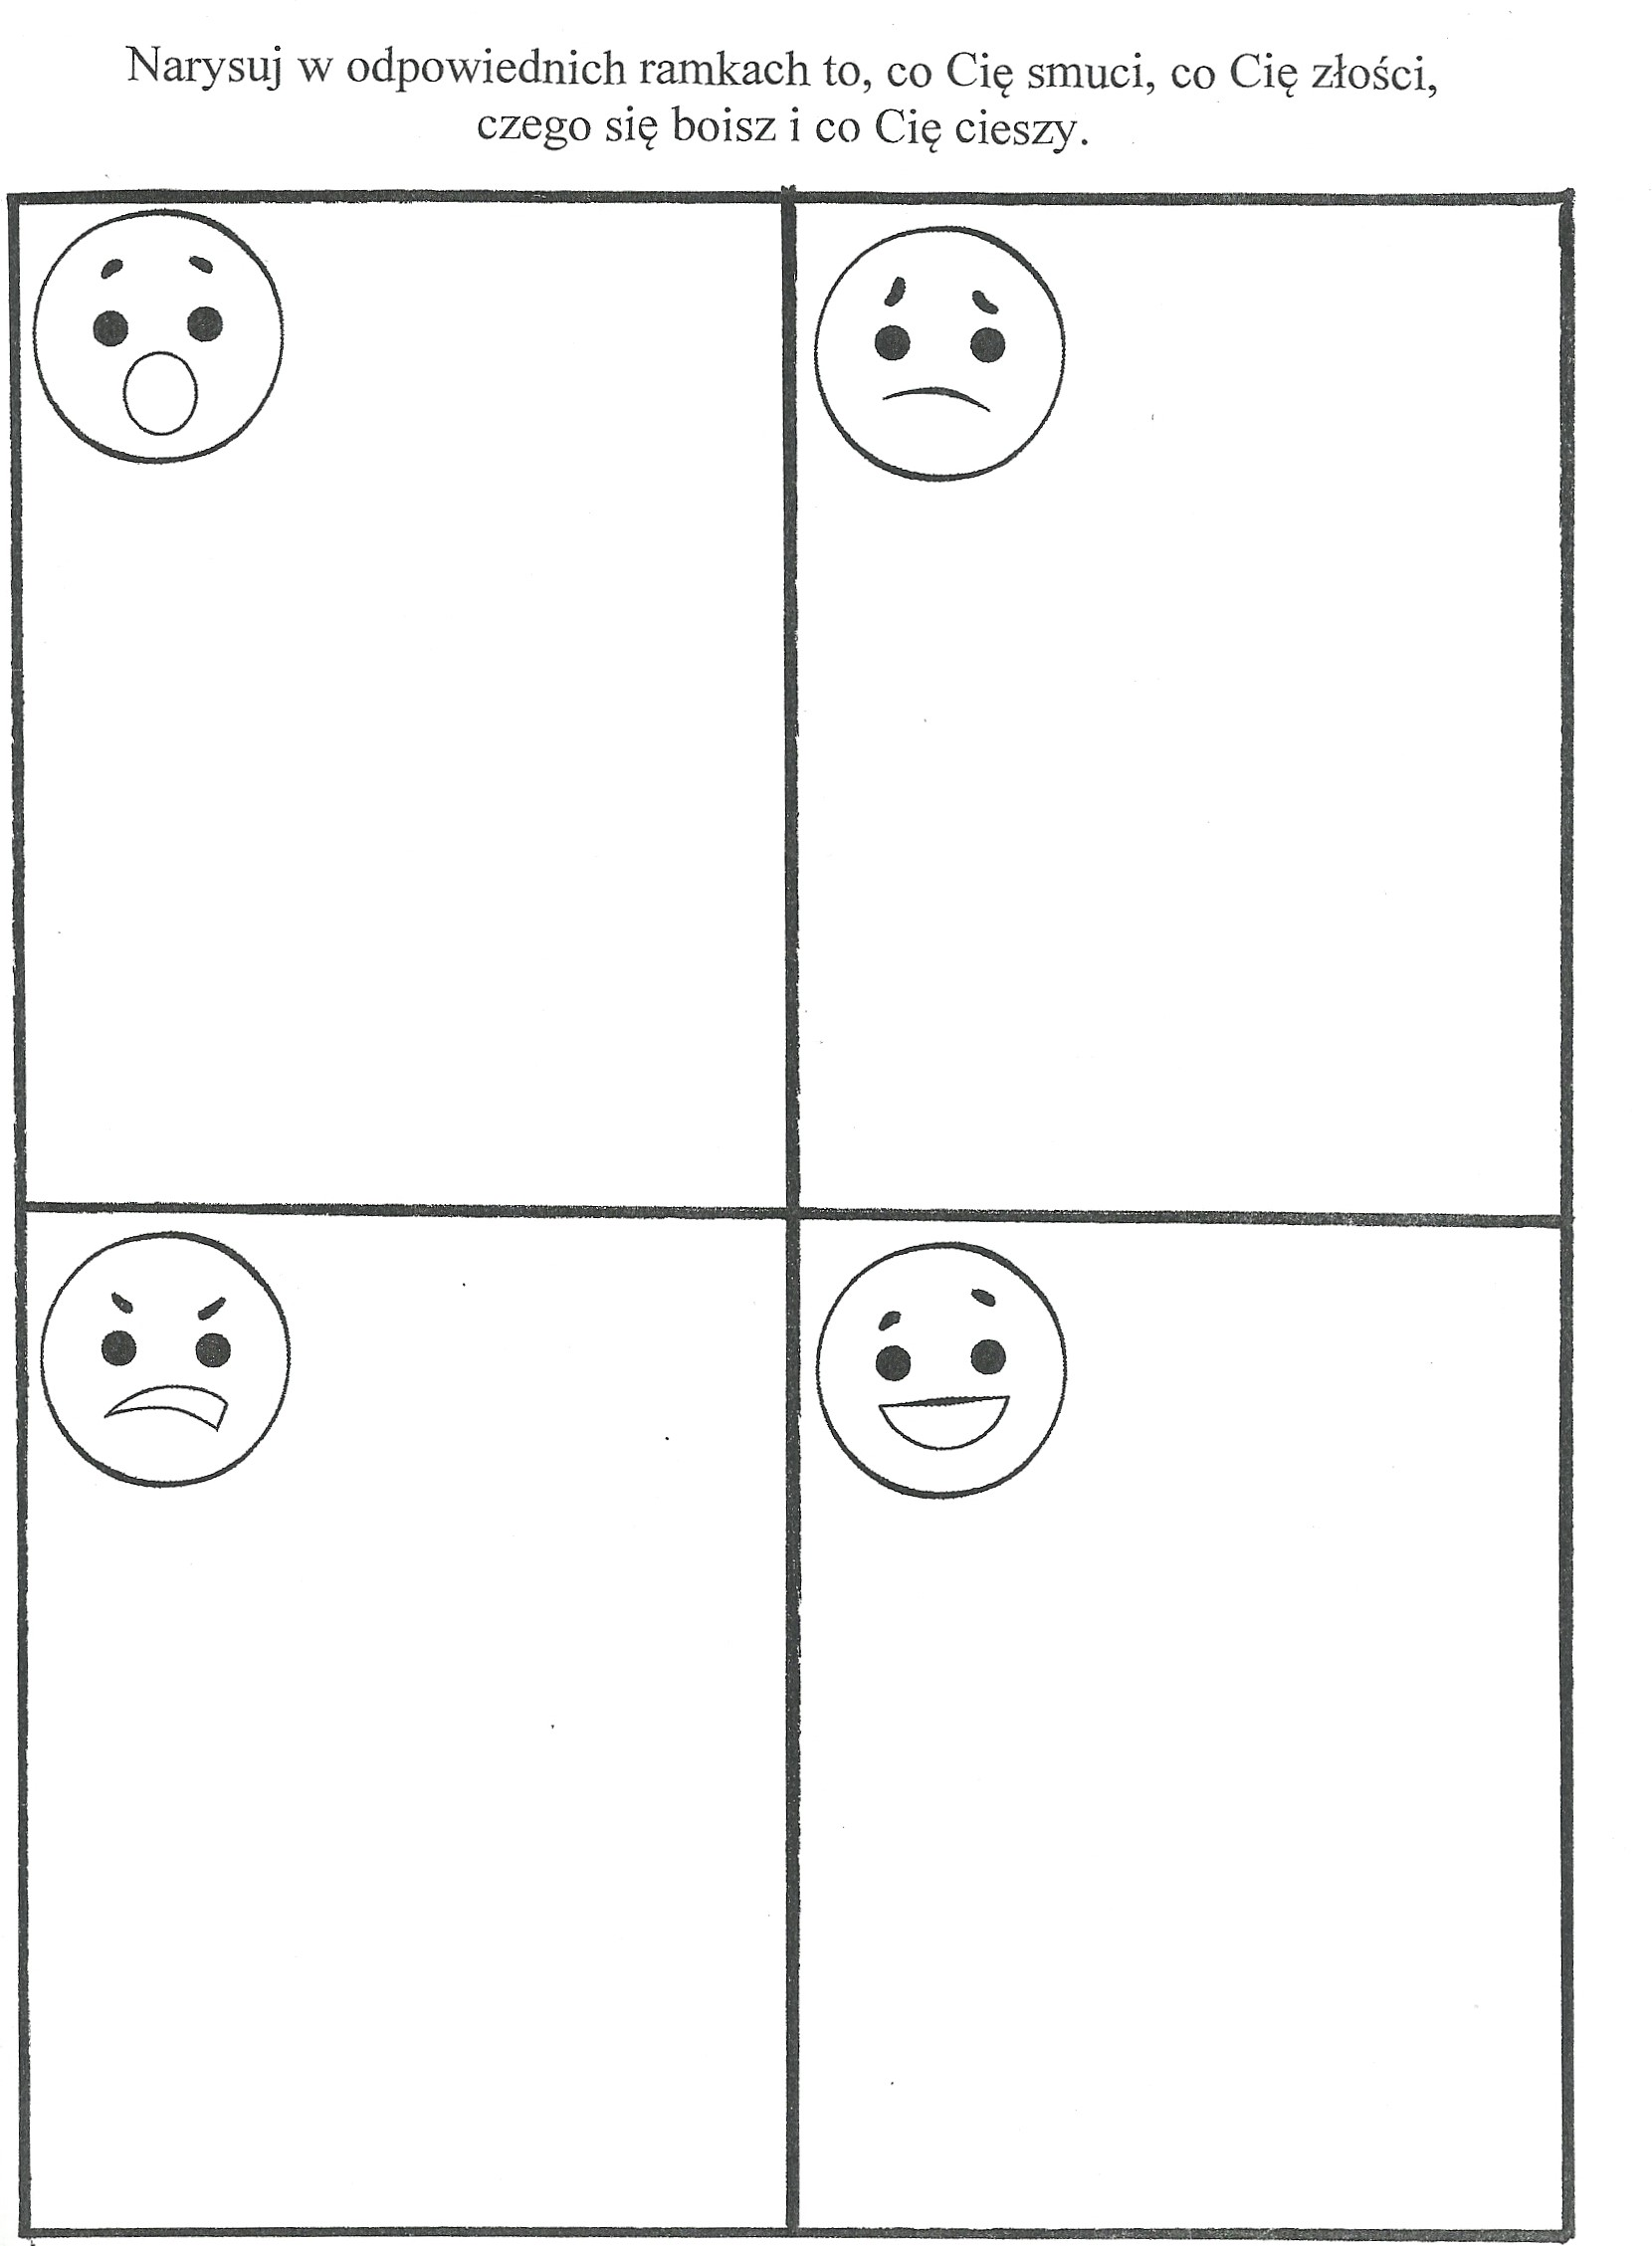 Narysuj w odpowiednich ramkach to, co Cię smuci, co Cię złości,
czego się boisz i co Cię cieszy.